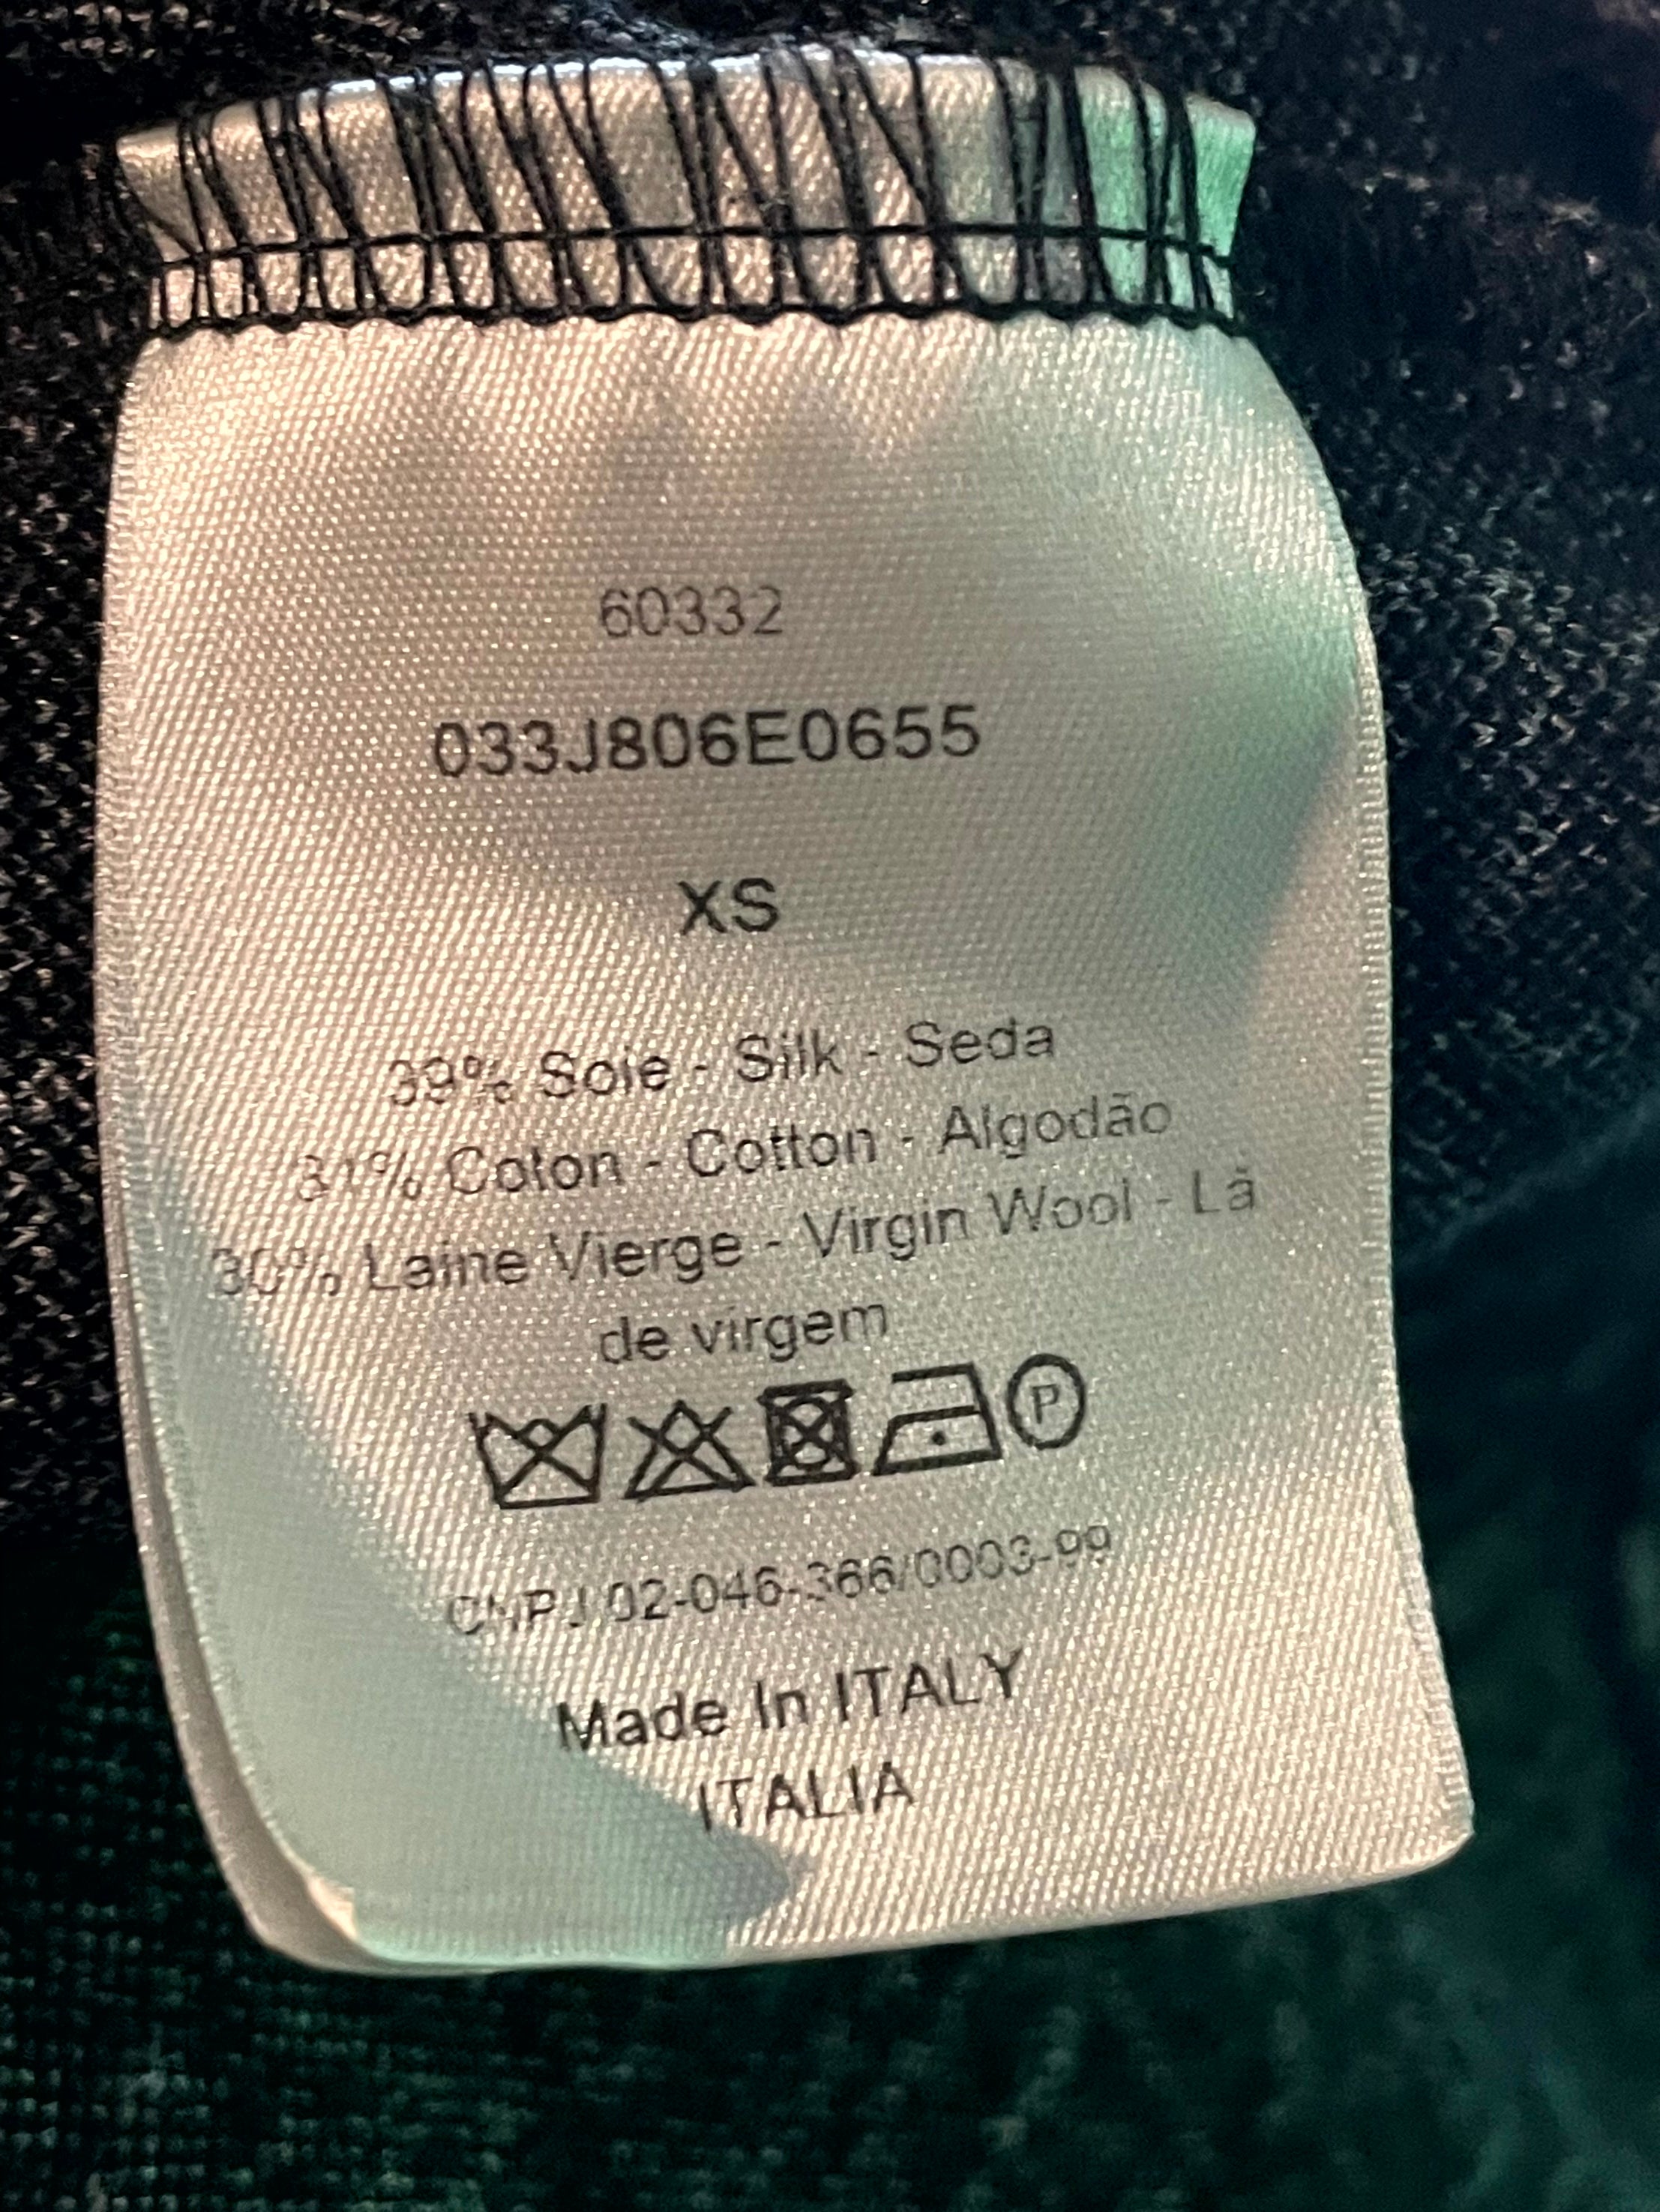 60332
033J806E0655
XS
39% Soie - Silk - Seda
31% Coton - Cotton - Algodão
30% Laine Vierge - Virgin Wool - Lã
de virgem
P
CNPJ 02-046-366/0003-99
Made In ITALY
ITALIA